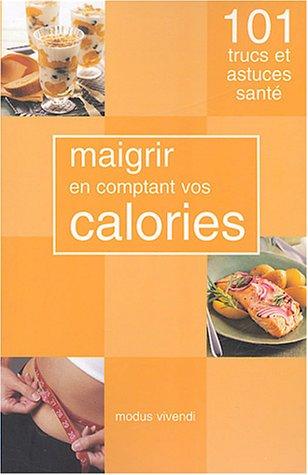 101
trucs et
astuces
santé
maigrir
en comptant vos
calories
modus vivendi